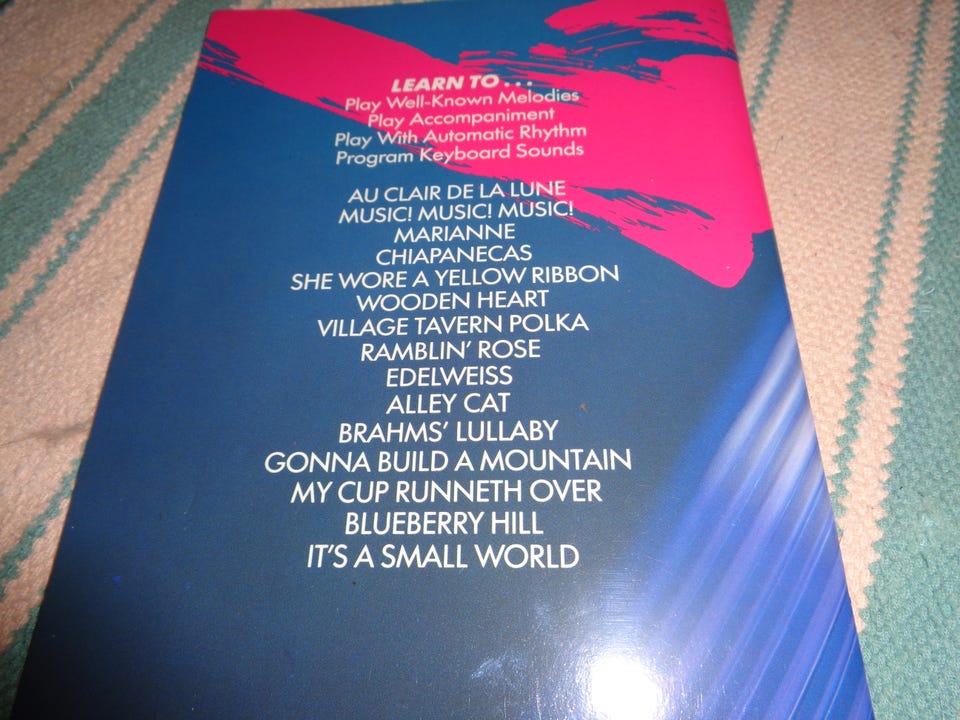 LEARN TO...
Play Well-Known Melodies
Play Accompaniment
Play With Automatic Rhythm
Program Keyboard Sounds
AU CLAIR DE LA LUNE
MUSIC! MUSIC! MUSIC!
MARIANNE
CHIAPANECAS
SHE WORE A YELLOW RIBBON
WOODEN HEART
VILLAGE TAVERN POLKA
RAMBLIN' ROSE
EDELWEISS
ALLEY CAT
BRAHMS' LULLABY
GONNA BUILD A MOUNTAIN
MY CUP RUNNETH OVER
BLUEBERRY HILL
IT'S A SMALL WORLD